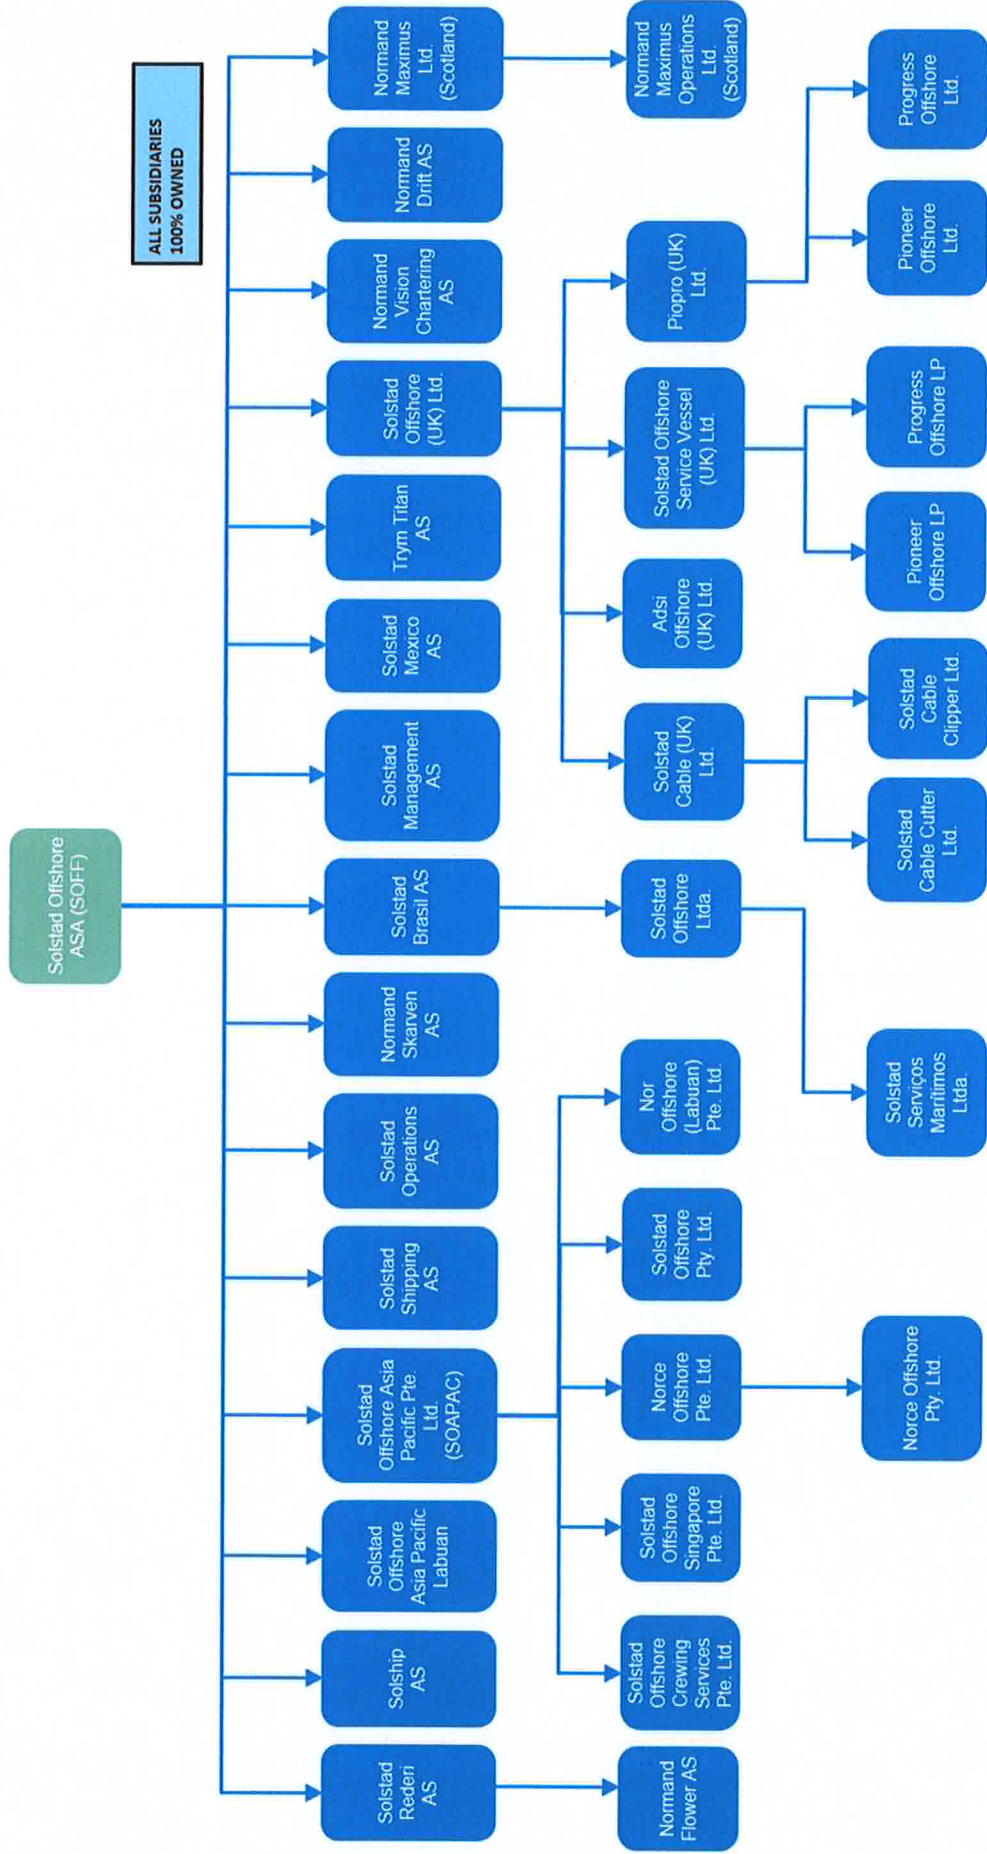 Solstad Offshore
ASA (SOFF)
ALL SUBSIDIARIES
100% OWNED
Solstad
Rederi
AS
Solship
AS
Solstad
Offshore
Asia Pacific
Labuan
Solstad
Offshore Asia
Pacific Pte.
Ltd.
(SOAPAC)
Solstad
Shipping
AS
Solstad
Operations
AS
Normand
Skarven
AS
Solstad
Brasil AS
Solstad
Management
AS
Solstad
Mexico
AS
Trym Titan
AS
Solstad
Offshore
(UK) Ltd.
Normand
Vision
Chartering
AS
Normand
Drift AS
Normand
Maximus
Ltd.
(Scotland)
Normand
Flower AS
Solstad
Offshore
Crewing
Services
Pte. Ltd.
Solstad
Offshore
Singapore
Pte. Ltd.
Norce
Offshore
Pte. Ltd.
Solstad
Offshore
Pty. Ltd.
Nor
Offshore
(Labuan)
Pte. Ltd.
Solstad
Offshore
Ltda.
Solstad
Cable (UK)
Ltd.
Adsi
Offshore
(UK) Ltd.
Solstad Offshore
Service Vessel
(UK) Ltd.
Piopro (UK)
Ltd.
Normand
Maximus
Operations
Ltd.
(Scotland)
Norce Offshore
Pty. Ltd.
Solstad
Serviços
Marítimos
Ltda.
Solstad
Cable Cutter
Ltd.
Solstad
Cable
Clipper Ltd.
Pioneer
Offshore LP
Progress
Offshore LP
Pioneer
Offshore
Ltd.
Progress
Offshore
Ltd.